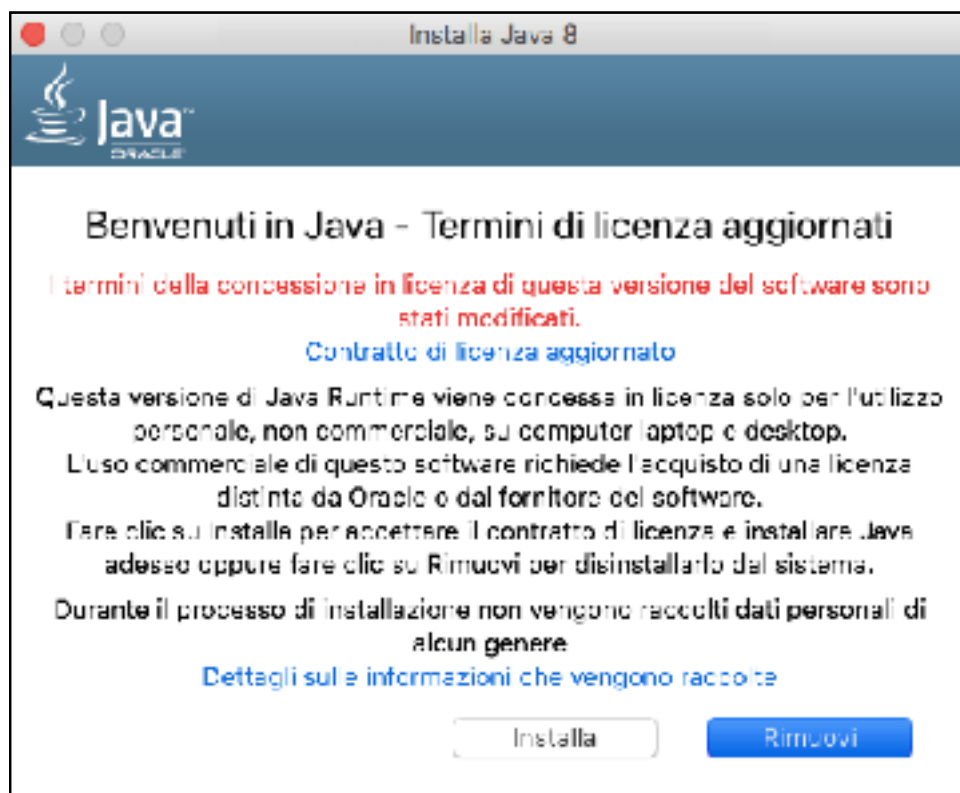 Installa Java 8
Java™
ORACLE
Benvenuti in Java - Termini di licenza aggiornati
I termini della concessione in licenza di questa versione del software sono
stati modificati.
Contratto di licenza aggiornato
Questa versione di Java Runtime viene concessa in licenza solo per l'utilizzo
personale, non commerciale, su computer laptop e desktop.
L'uso commerciale di questo software richiede l'acquisto di una licenza
distinta da Oracle o dal fornitore del software.
Fare clic su Installa per accettare il contratto di licenza e installare Java
adesso oppure fare clic su Rimuovi per disinstallarlo dal sistema.
Durante il processo di installazione non vengono raccolti dati personali di
alcun genere
Dettagli sulle informazioni che vengono raccolte
Installa
Rimuovi